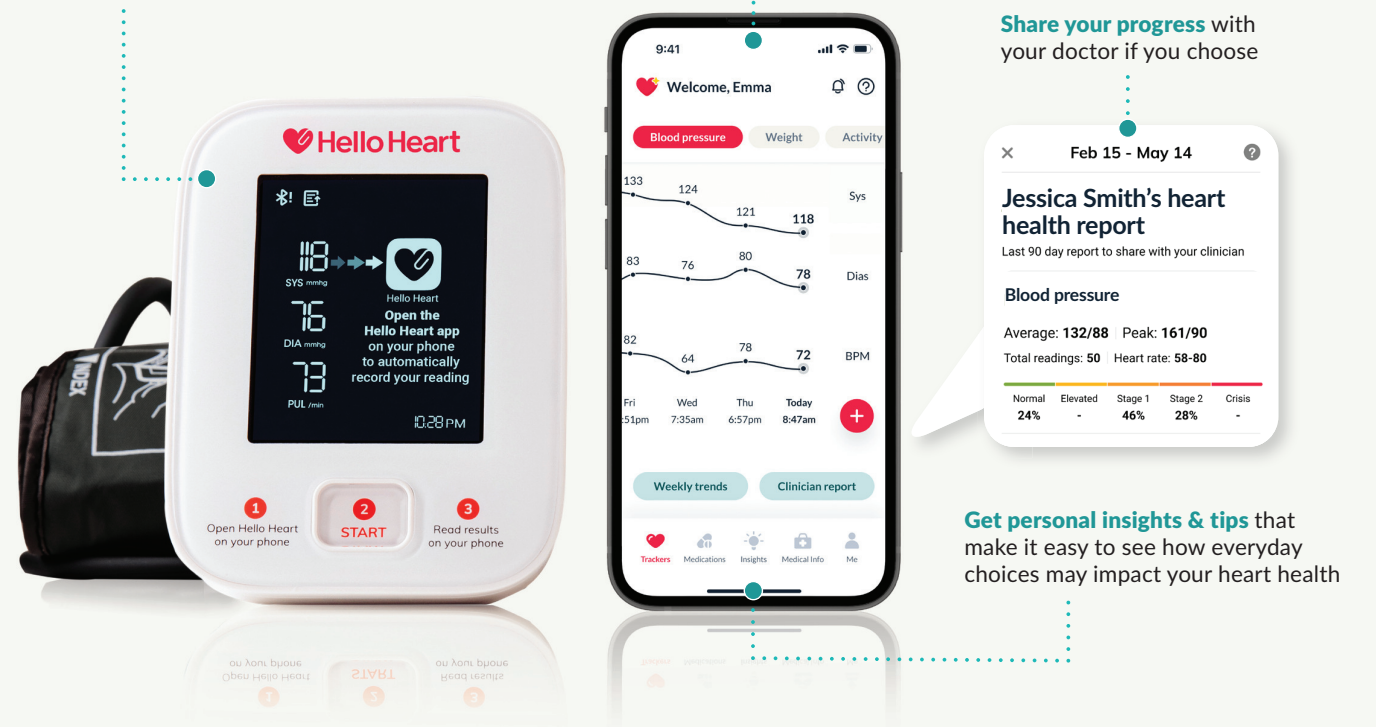 Share your progress with
your doctor if you choose
Hello Heart
118
SYS mmhg
76
DIA mmhg
73
PUL /min
Hello Heart
Open the
Hello Heart app
on your phone
to automatically
record your reading
10:28 PM
1
Open Hello Heart
on your phone
2
START
3
Read results
on your phone
INDEX
9:41
Welcome, Emma
Blood pressure Weight Activity
133 124 121 118 Sys
83 76 80 78 Dias
82 64 78 72 BPM
Fri Wed Thu Today
:51pm 7:35am 6:57pm 8:47am
Weekly trends Clinician report
Trackers Medications Insights Medical Info Me
Feb 15 - May 14
Jessica Smith's heart
health report
Last 90 day report to share with your clinician
Blood pressure
Average: 132/88 | Peak: 161/90
Total readings: 50 | Heart rate: 58-80
Normal Elevated Stage 1 Stage 2 Crisis
24% - 46% 28% -
Get personal insights & tips that
make it easy to see how everyday
choices may impact your heart health